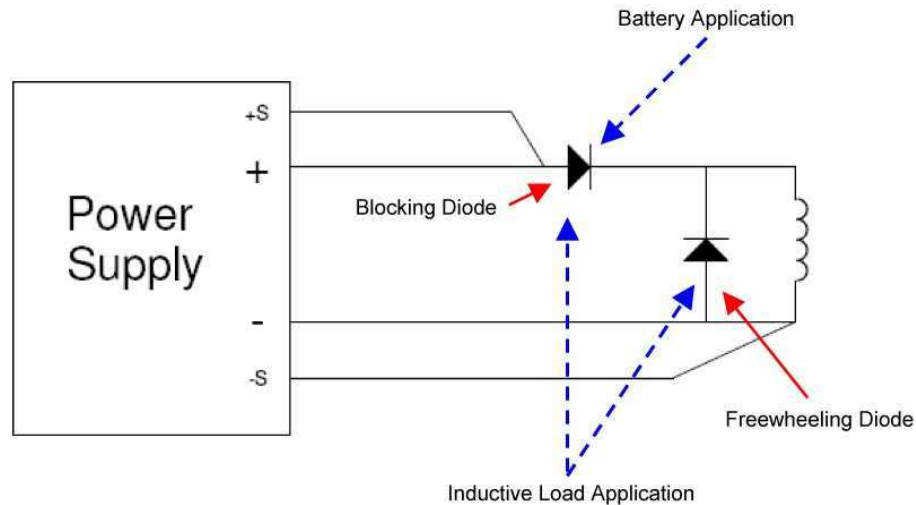 Battery Application
+S
+
Blocking Diode
Power
Supply
-
-S
Freewheeling Diode
Inductive Load Application